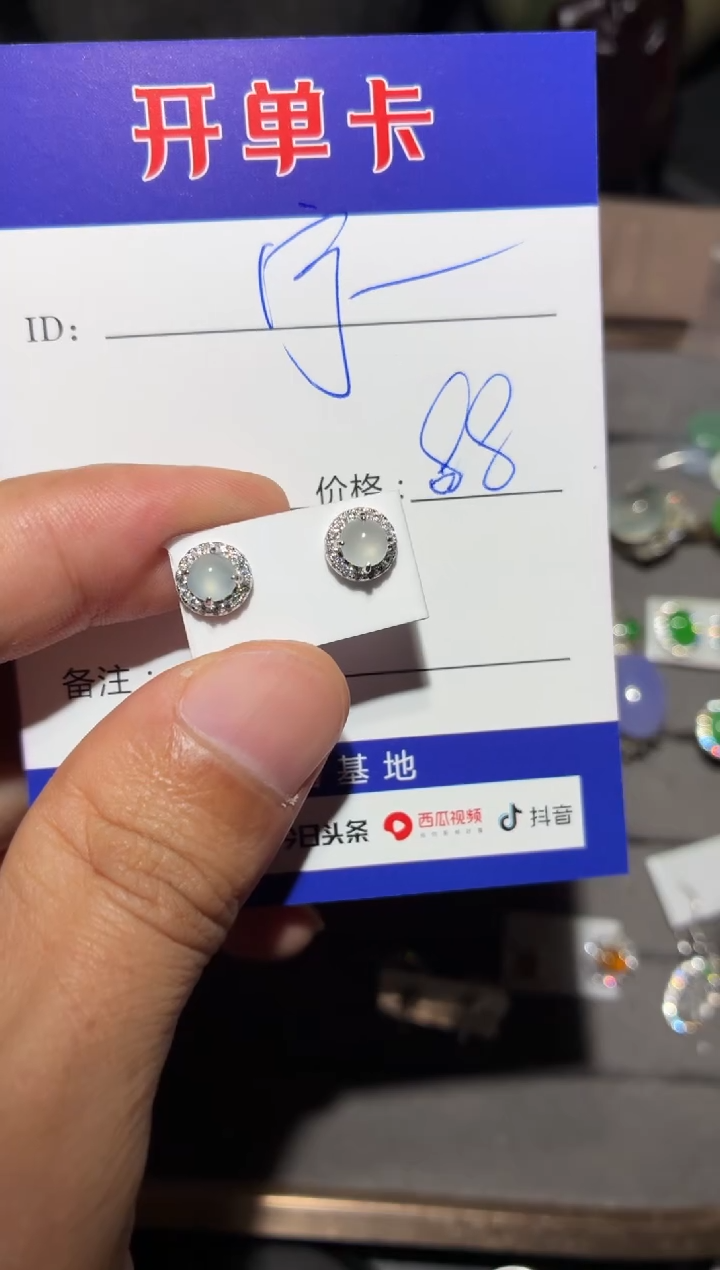 开单卡
ID：
价格：88
备注：
基地
今日头条 西瓜视频 抖音